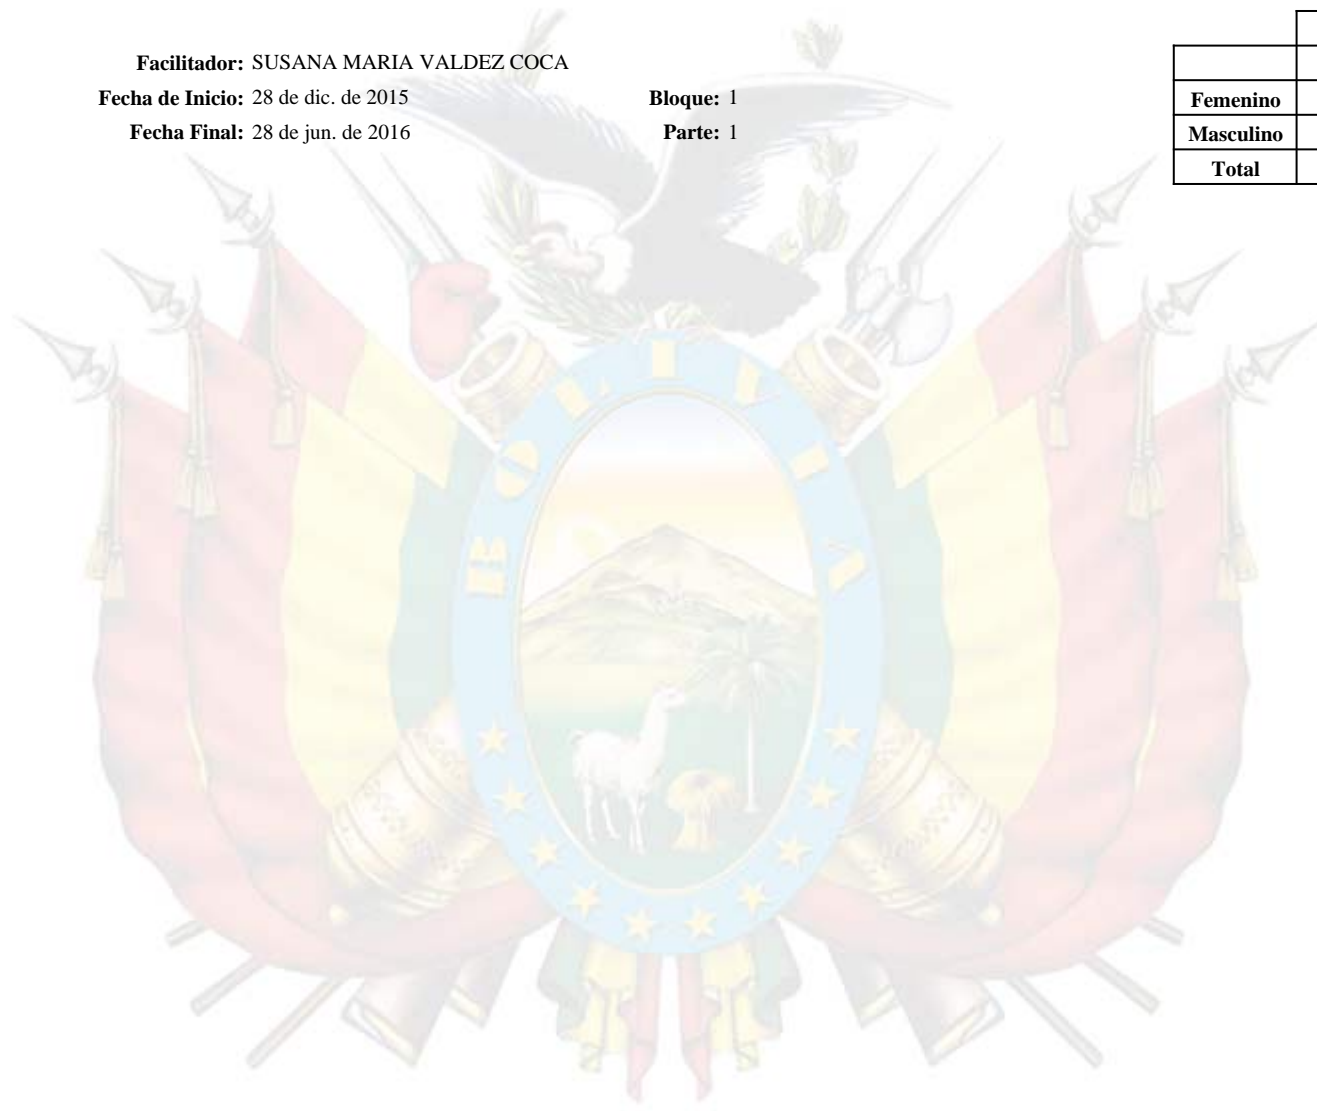 Facilitador: SUSANA MARIA VALDEZ COCA
Fecha de Inicio: 28 de dic. de 2015 Bloque: 1
Fecha Final: 28 de jun. de 2016 Parte: 1
Femenino
Masculino
Total
BOLIVIA